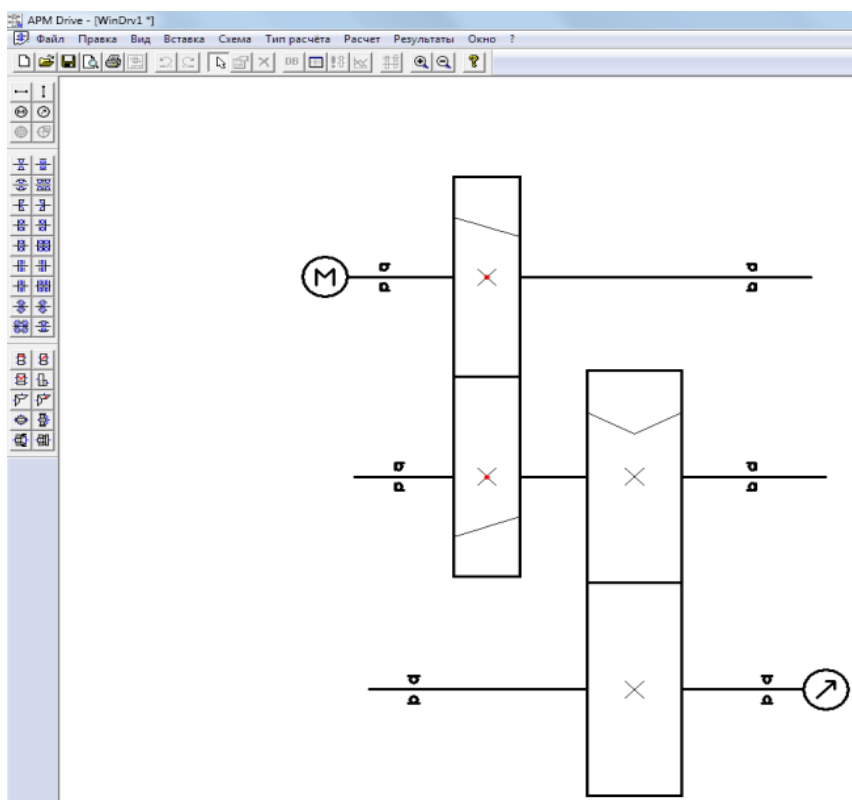 APM Drive - [WinDrv1 *]
Файл Правка Вид Вставка Схема Тип расчёта Расчет Результаты Окно ?
DB ?
M